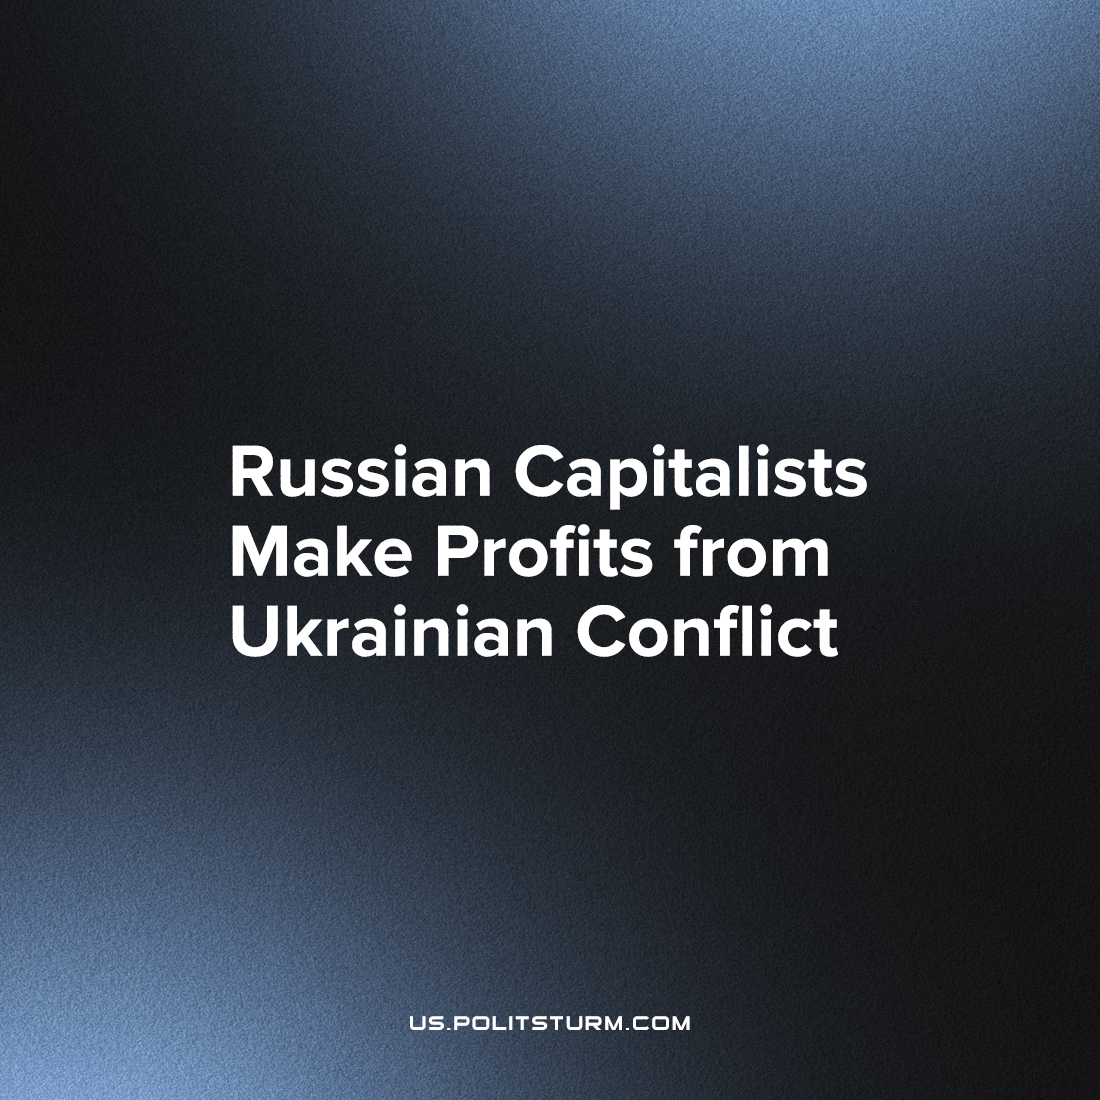 Russian Capitalists
Make Profits from
Ukrainian Conflict
US.POLITSTURM.COM